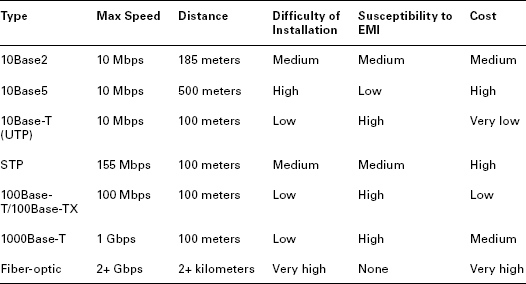 Type Max Speed Distance Difficulty of Installation Susceptibility to EMI Cost
10Base2 10 Mbps 185 meters Medium Medium Medium
10Base5 10 Mbps 500 meters High Low High
10Base-T (UTP) 10 Mbps 100 meters Low High Very low
STP 155 Mbps 100 meters Medium Medium High
100Base-T/100Base-TX 100 Mbps 100 meters Low High Low
1000Base-T 1 Gbps 100 meters Low High Medium
Fiber-optic 2+ Gbps 2+ kilometers Very high None Very high